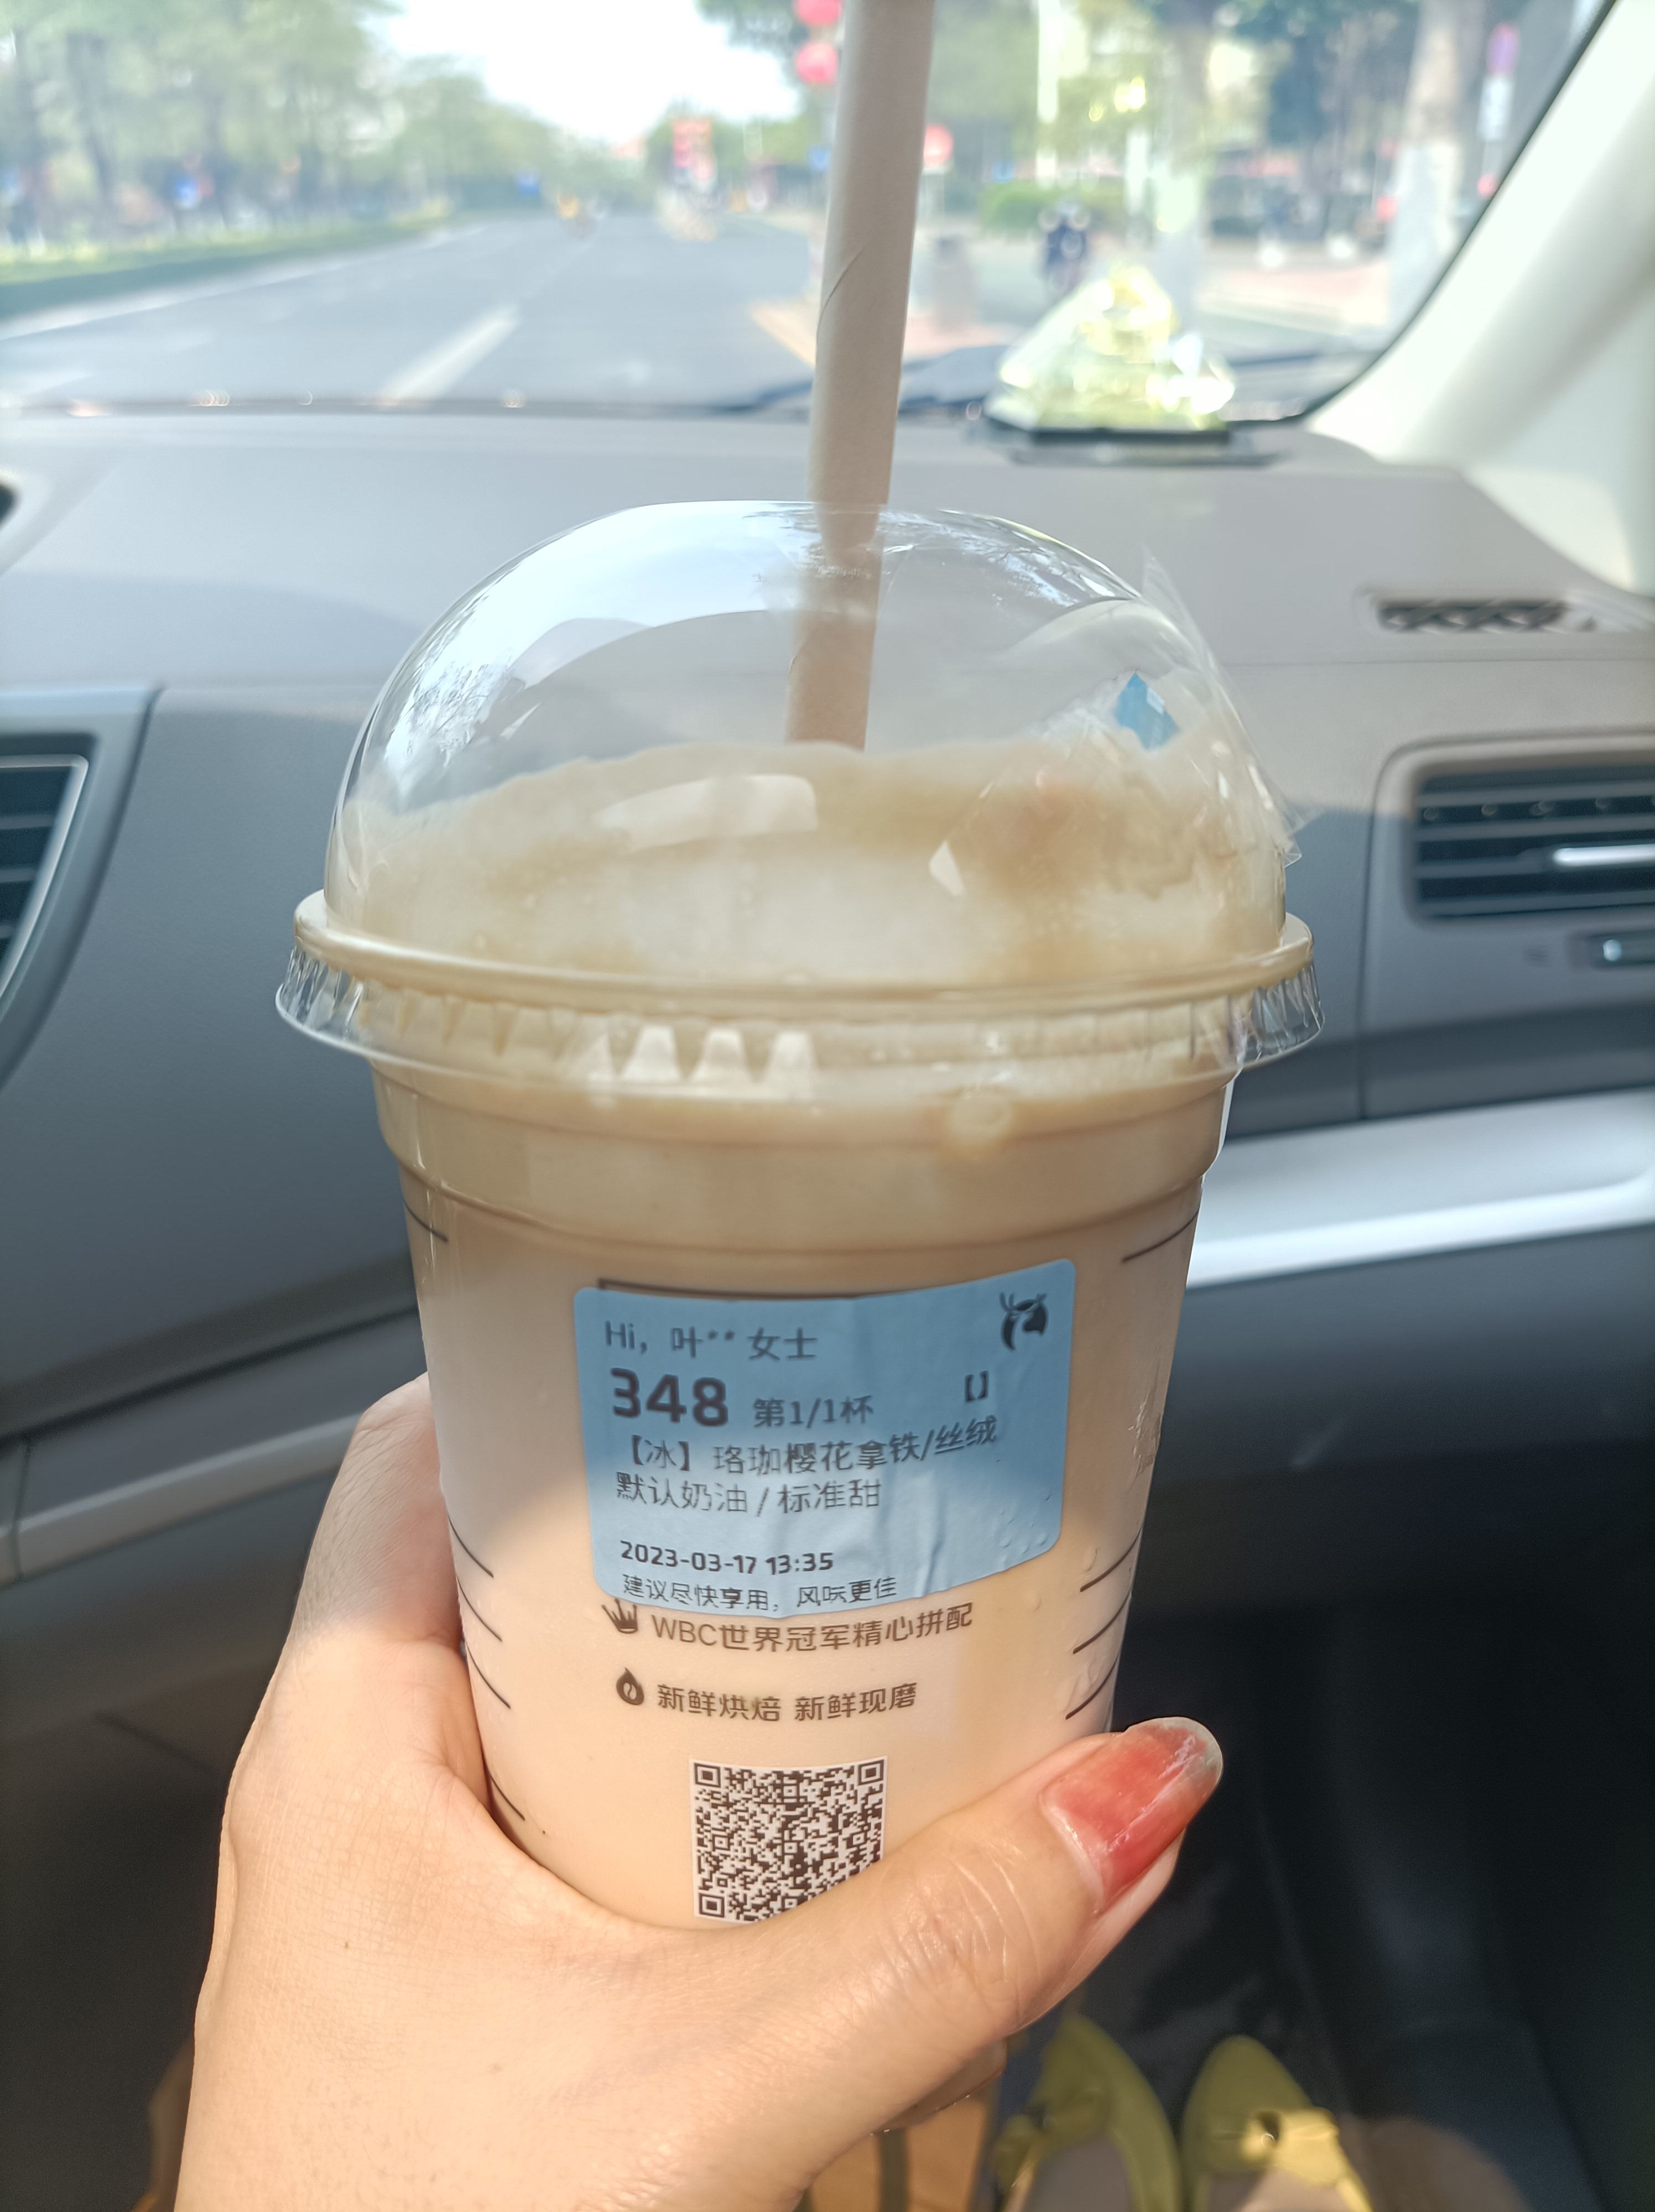 Hi, 叶** 女士
348 第1/1杯 【】
【冰】珞珈樱花拿铁/丝绒
默认奶油 / 标准甜
2023-03-17 13:35
建议尽快享用，风味更佳
WBC世界冠军精心拼配
新鲜烘焙 新鲜现磨